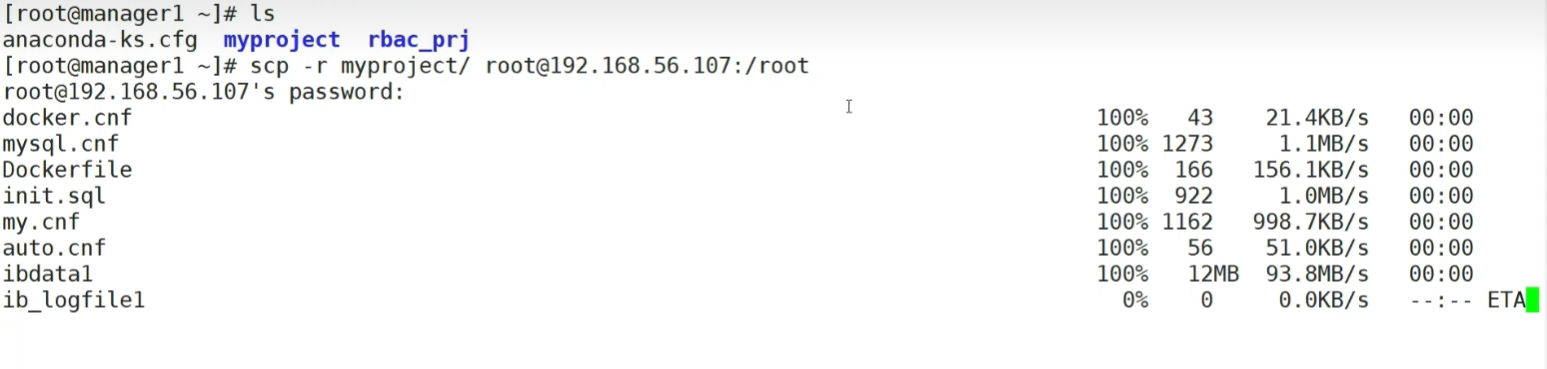 [root@manager1 ~]# ls
anaconda-ks.cfg  myproject  rbac_prj
[root@manager1 ~]# scp -r myproject/ root@192.168.56.107:/root
root@192.168.56.107's password:
docker.cnf 100% 43 21.4KB/s 00:00
mysql.cnf 100% 1273 1.1MB/s 00:00
Dockerfile 100% 166 156.1KB/s 00:00
init.sql 100% 922 1.0MB/s 00:00
my.cnf 100% 1162 998.7KB/s 00:00
auto.cnf 100% 56 51.0KB/s 00:00
ibdata1 100% 12MB 93.8MB/s 00:00
ib_logfile1 0% 0 0.0KB/s --:-- ETA